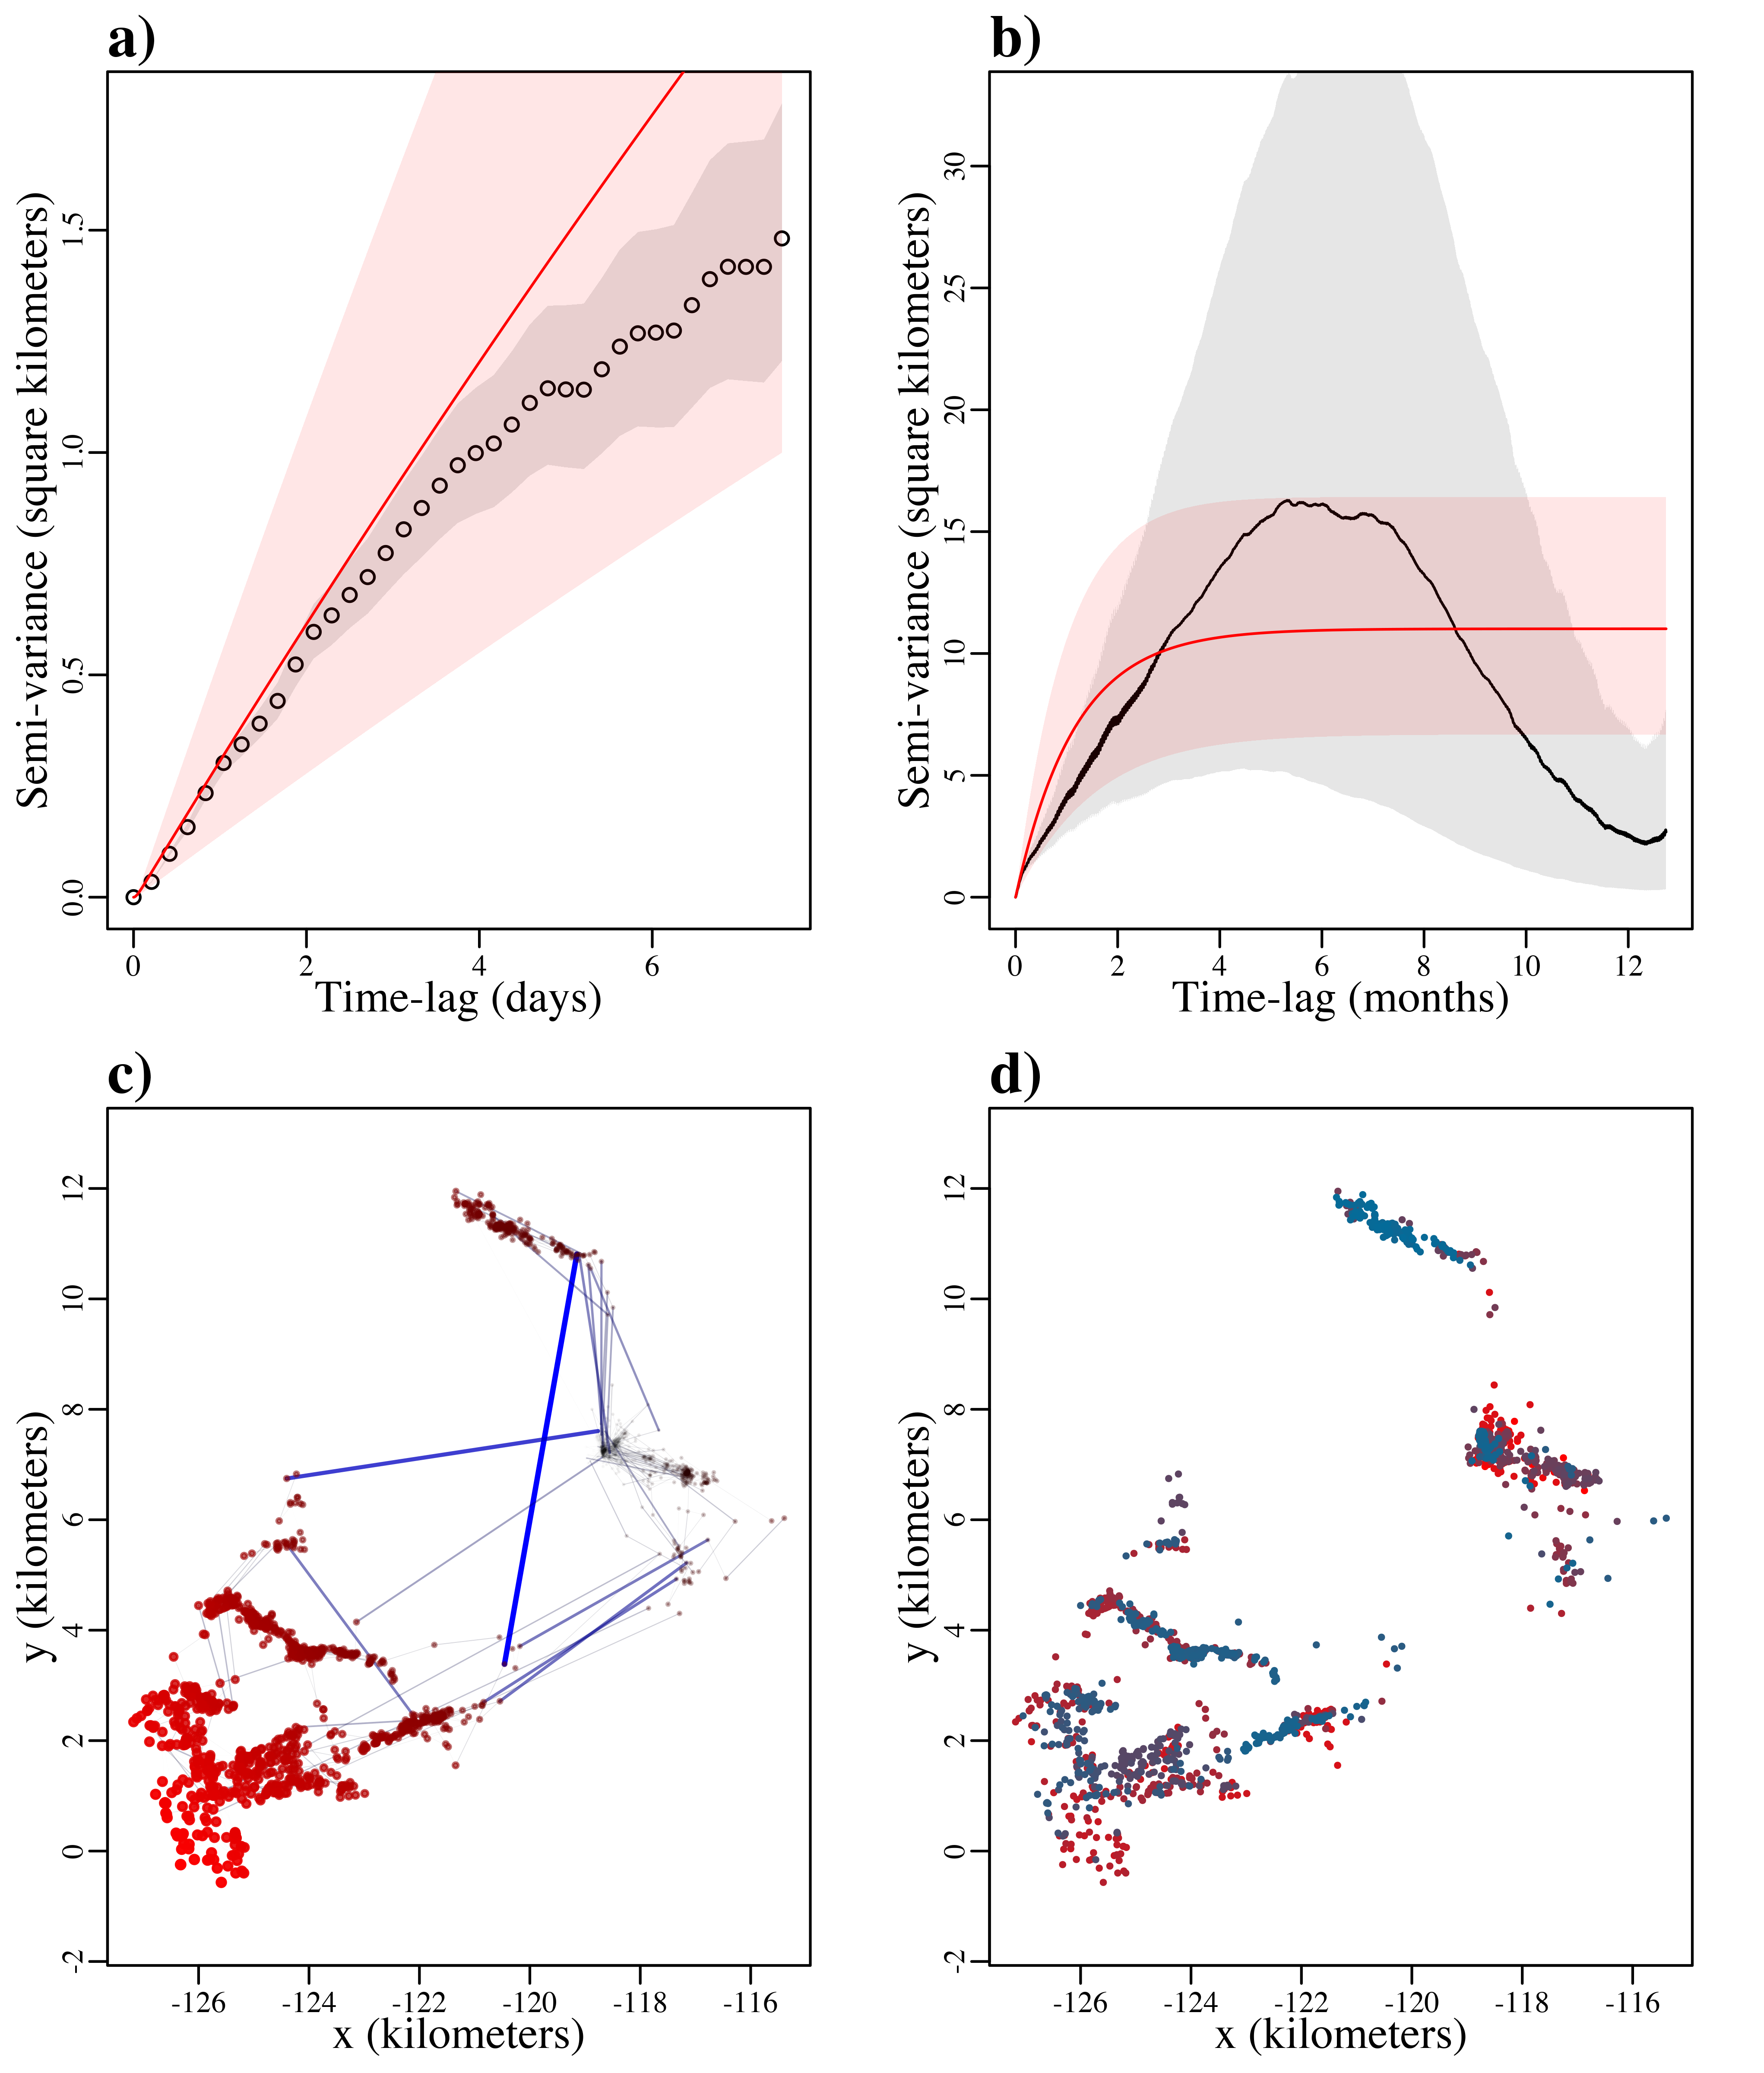 a)
Semi-variance (square kilometers)
0.0 0.5 1.0 1.5
0 2 4 6
Time-lag (days)
b)
Semi-variance (square kilometers)
0 5 10 15 20 25 30
0 2 4 6 8 10 12
Time-lag (months)
c)
y (kilometers)
-2 0 2 4 6 8 10 12
-126 -124 -122 -120 -118 -116
x (kilometers)
d)
y (kilometers)
-2 0 2 4 6 8 10 12
-126 -124 -122 -120 -118 -116
x (kilometers)